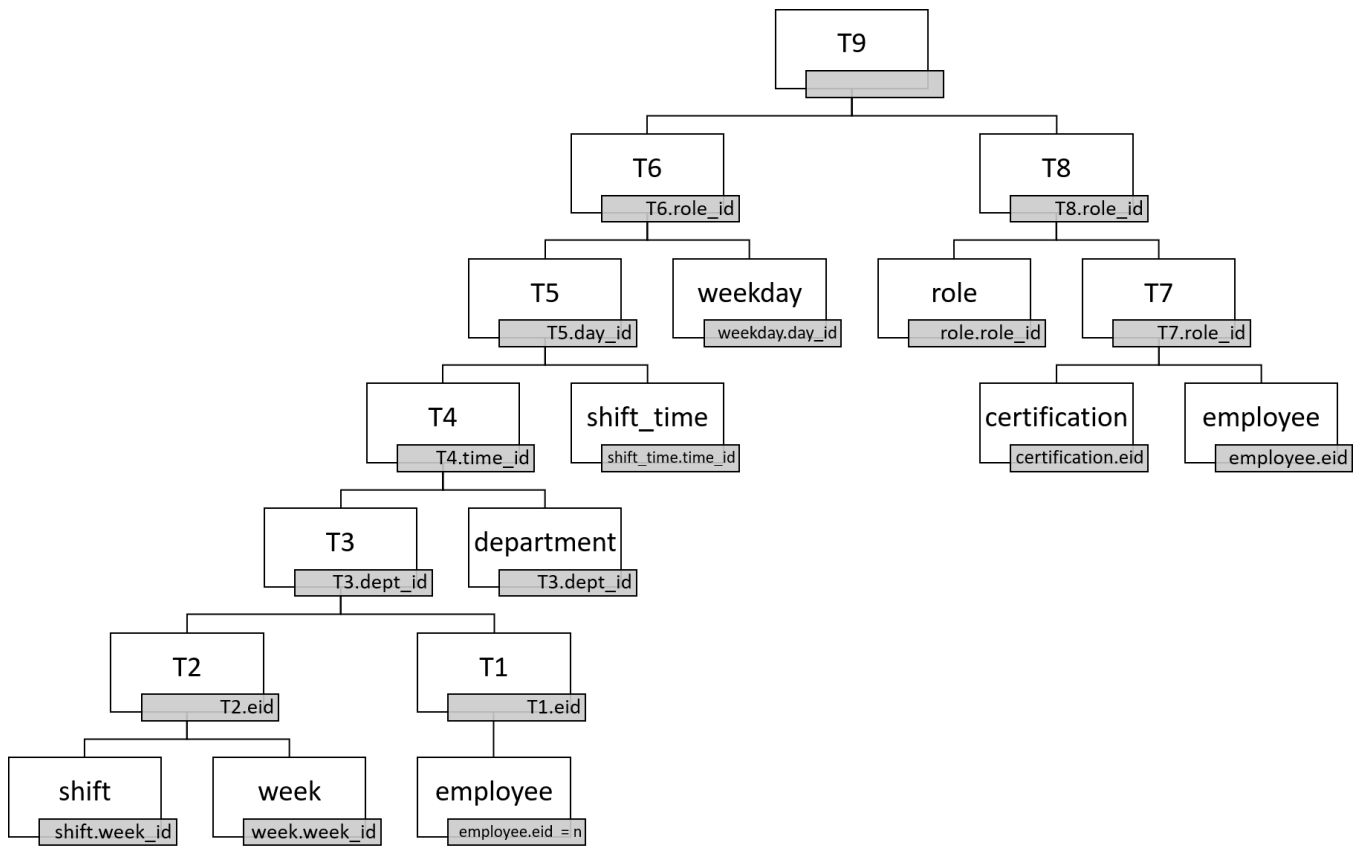 T9
T6
T6.role_id
T8
T8.role_id
T5
T5.day_id
weekday
weekday.day_id
role
role.role_id
T7
T7.role_id
T4
T4.time_id
shift_time
shift_time.time_id
certification
certification.eid
employee
employee.eid
T3
T3.dept_id
department
T3.dept_id
T2
T2.eid
T1
T1.eid
shift
shift.week_id
week
week.week_id
employee
employee.eid = n